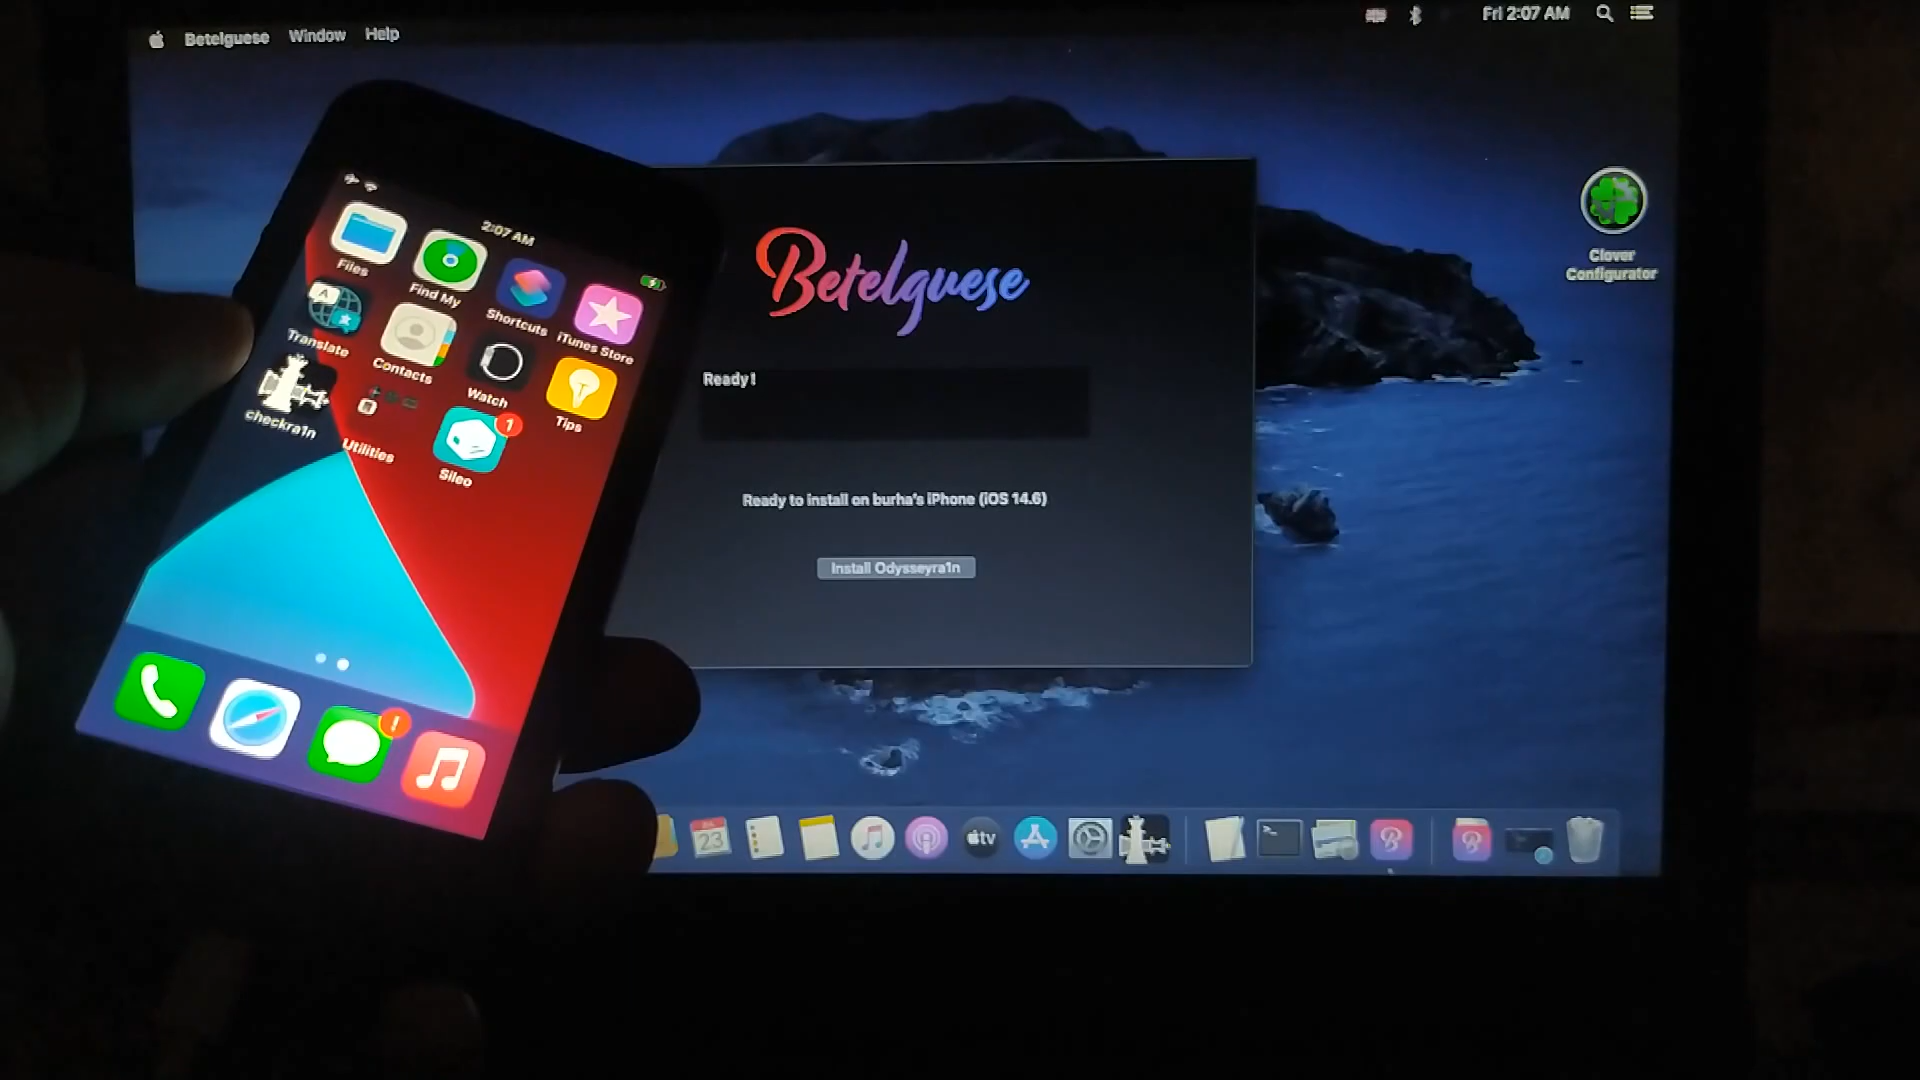 Betelguese Window Help
Fri 2:07 AM
2:07 AM
Files
Find My
Shortcuts
iTunes Store
Translate
Contacts
Watch
Tips
checkra1n
Utilities
Sileo
1
!
Betelguese
Ready!
Ready to install on burha's iPhone (iOS 14.6)
Install Odysseyra1n
Clover
Configurator
23
tv
B
B